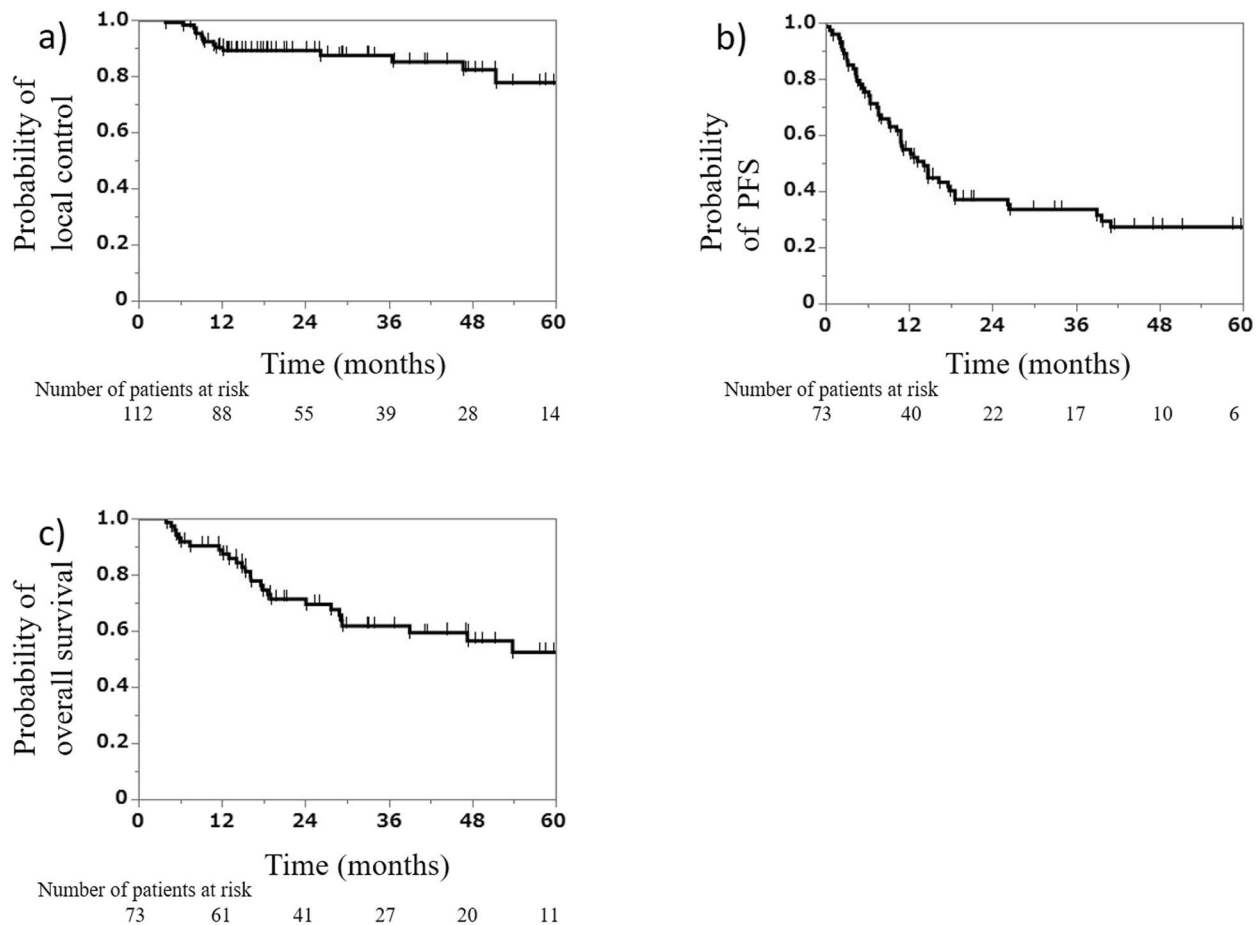 a)
Probability of
local control
1.0
0.8
0.6
0.4
0.2
0
0 12 24 36 48 60
Time (months)
Number of patients at risk
112 88 55 39 28 14
b)
Probability
of PFS
1.0
0.8
0.6
0.4
0.2
0
0 12 24 36 48 60
Time (months)
Number of patients at risk
73 40 22 17 10 6
c)
Probability of
overall survival
1.0
0.8
0.6
0.4
0.2
0
0 12 24 36 48 60
Time (months)
Number of patients at risk
73 61 41 27 20 11